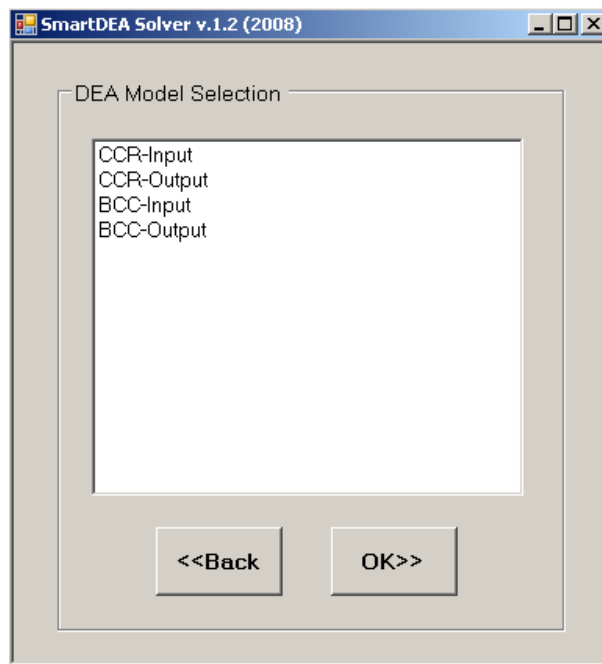 SmartDEA Solver v.1.2 (2008)
DEA Model Selection
CCR-Input
CCR-Output
BCC-Input
BCC-Output
<<Back
OK>>